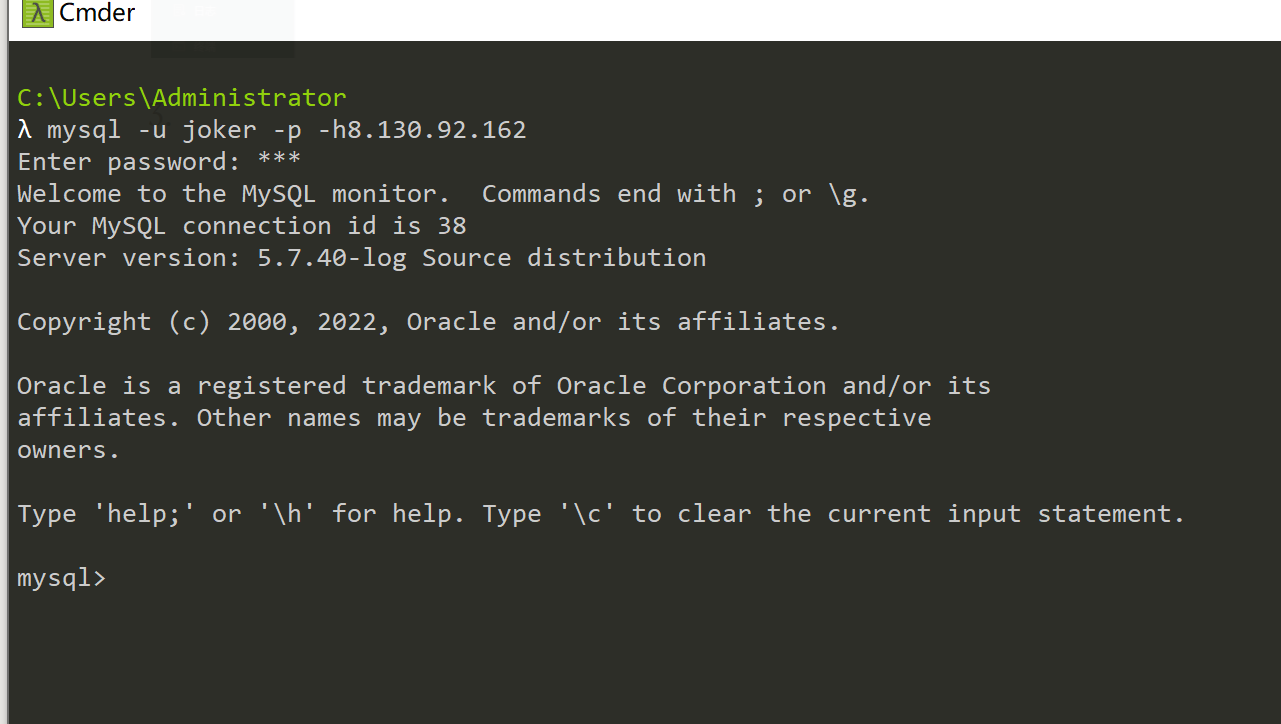 λ Cmder
C:\Users\Administrator
λ mysql -u joker -p -h8.130.92.162
Enter password: ***
Welcome to the MySQL monitor.  Commands end with ; or \g.
Your MySQL connection id is 38
Server version: 5.7.40-log Source distribution
Copyright (c) 2000, 2022, Oracle and/or its affiliates.
Oracle is a registered trademark of Oracle Corporation and/or its
affiliates. Other names may be trademarks of their respective
owners.
Type 'help;' or '\h' for help. Type '\c' to clear the current input statement.
mysql>